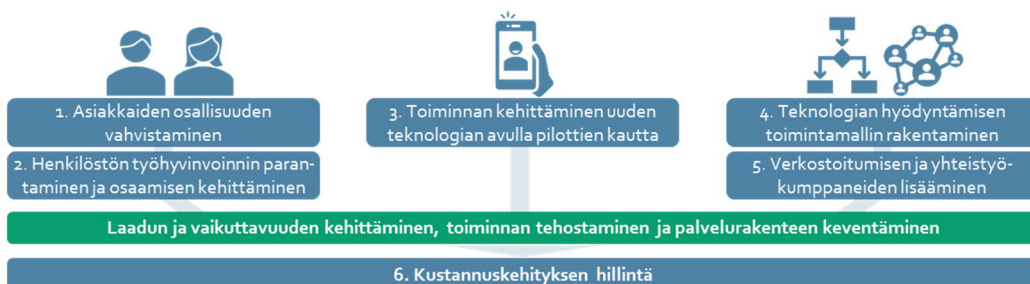 1. Asiakkaiden osallisuuden
vahvistaminen
2. Henkilöstön työhyvinvoinnin paran-
taminen ja osaamisen kehittäminen
3. Toiminnan kehittäminen uuden
teknologian avulla pilottien kautta
4. Teknologian hyödyntämisen
toimintamallin rakentaminen
5. Verkostoitumisen ja yhteistyö-
kumppaneiden lisääminen
Laadun ja vaikuttavuuden kehittäminen, toiminnan tehostaminen ja palvelurakenteen keventäminen
6. Kustannuskehityksen hillintä